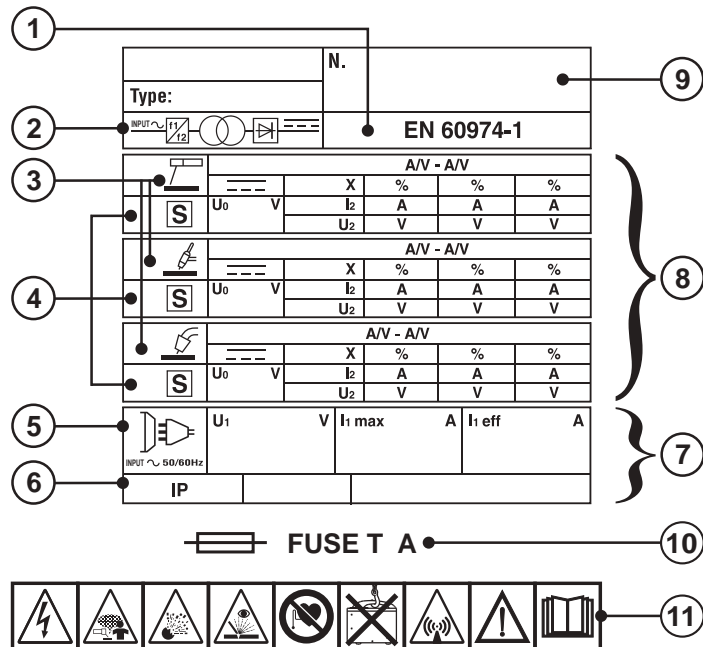 1
N.
9
Type:
2
INPUT ~ f1 f2
EN 60974-1
3
A/V - A/V
X % % %
S U0 V I2 A A A
U2 V V V
A/V - A/V
X % % %
4
S U0 V I2 A A A
U2 V V V
8
A/V - A/V
X % % %
S U0 V I2 A A A
U2 V V V
5
U1 V I1 max A I1 eff A
INPUT ~ 50/60Hz
7
6
IP
FUSE T A
10
11